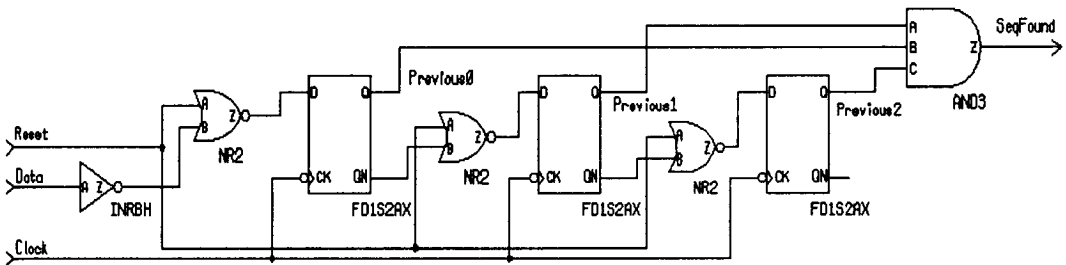 SeqFound
A
B
C
Z
AND3
Previous0
Previous1
Previous2
D
Q
CK
QN
FD1S2AX
D
Q
CK
QN
FD1S2AX
D
Q
CK
QN
FD1S2AX
A
B
Z
NR2
A
B
Z
NR2
A
B
Z
NR2
Reset
Data
A Z
INRBH
Clock